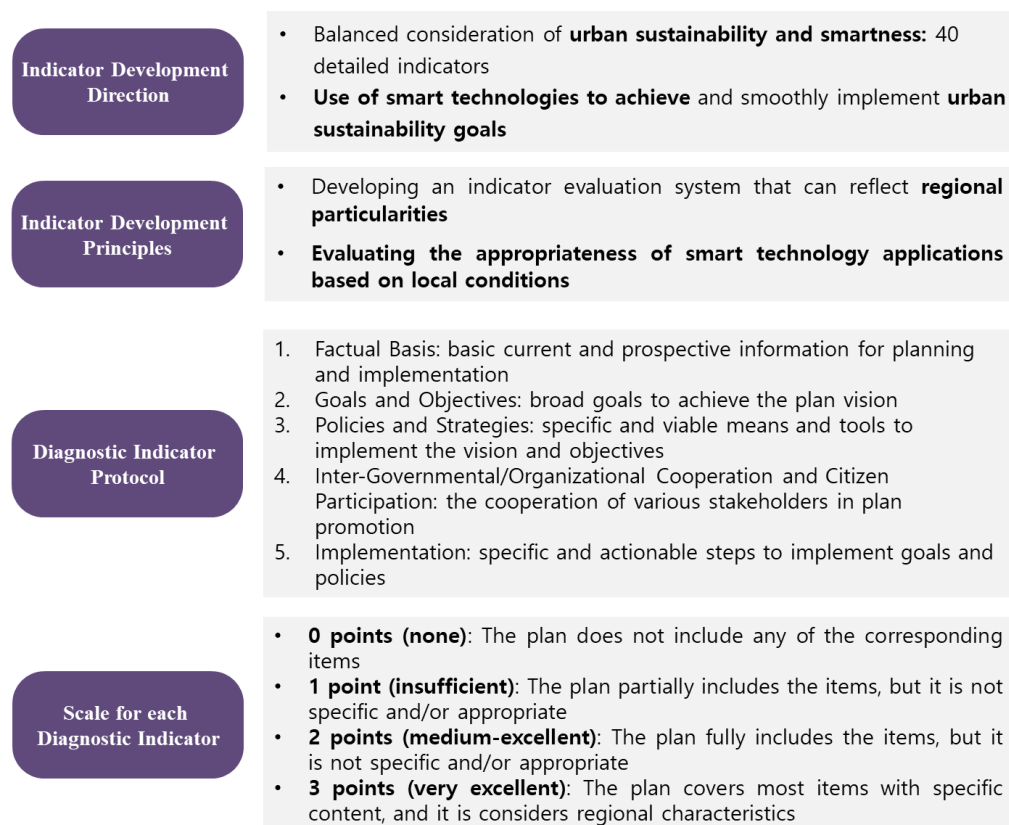 Indicator Development
Direction
• Balanced consideration of urban sustainability and smartness: 40
detailed indicators
• Use of smart technologies to achieve and smoothly implement urban
sustainability goals
Indicator Development
Principles
• Developing an indicator evaluation system that can reflect regional
particularities
• Evaluating the appropriateness of smart technology applications
based on local conditions
Diagnostic Indicator
Protocol
1. Factual Basis: basic current and prospective information for planning
and implementation
2. Goals and Objectives: broad goals to achieve the plan vision
3. Policies and Strategies: specific and viable means and tools to
implement the vision and objectives
4. Inter-Governmental/Organizational Cooperation and Citizen
Participation: the cooperation of various stakeholders in plan
promotion
5. Implementation: specific and actionable steps to implement goals and
policies
Scale for each
Diagnostic Indicator
• 0 points (none): The plan does not include any of the corresponding
items
• 1 point (insufficient): The plan partially includes the items, but it is not
specific and/or appropriate
• 2 points (medium-excellent): The plan fully includes the items, but it
is not specific and/or appropriate
• 3 points (very excellent): The plan covers most items with specific
content, and it is considers regional characteristics